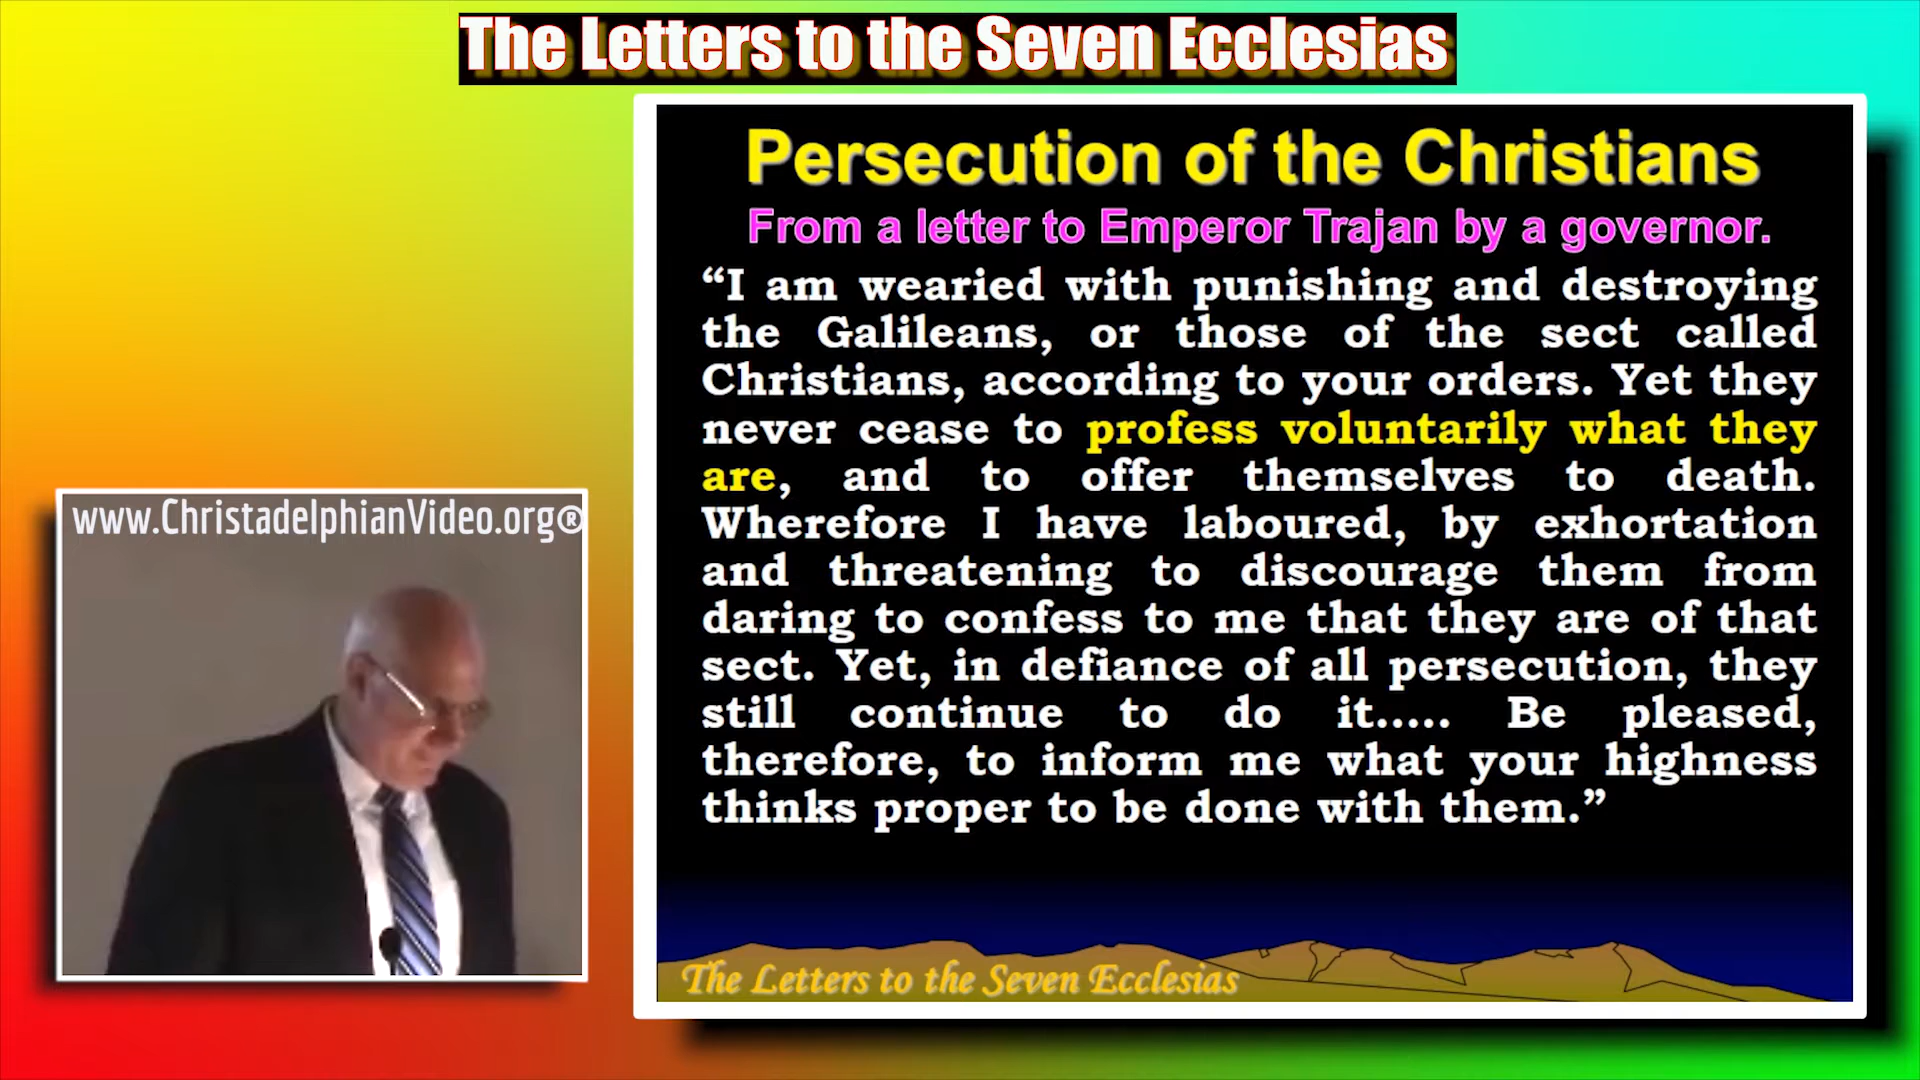 The Letters to the Seven Ecclesias
Persecution of the Christians
From a letter to Emperor Trajan by a governor.
“I am wearied with punishing and destroying
the Galileans, or those of the sect called
Christians, according to your orders. Yet they
never cease to profess voluntarily what they
are, and to offer themselves to death.
Wherefore I have laboured, by exhortation
and threatening to discourage them from
daring to confess to me that they are of that
sect. Yet, in defiance of all persecution, they
still continue to do it..... Be pleased,
therefore, to inform me what your highness
thinks proper to be done with them.”
The Letters to the Seven Ecclesias
www.ChristadelphianVideo.org®